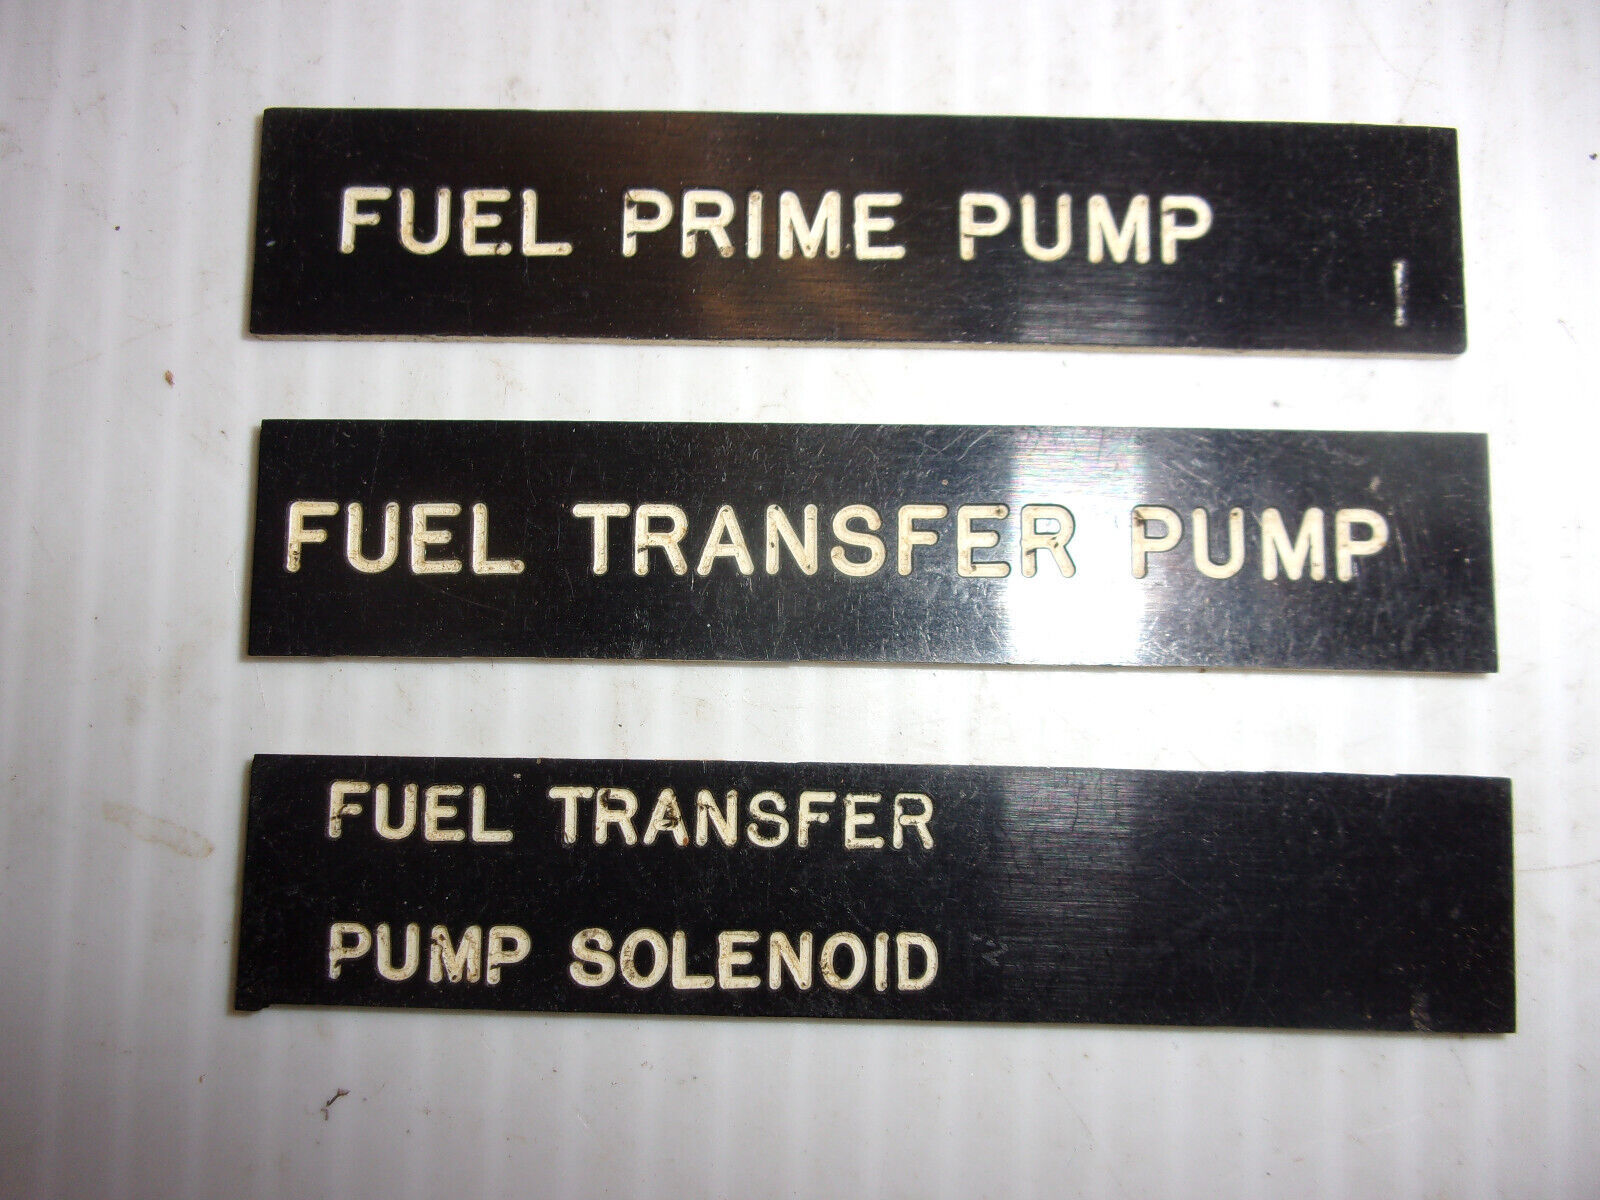 FUEL PRIME PUMP
FUEL TRANSFER PUMP
FUEL TRANSFER
PUMP SOLENOID